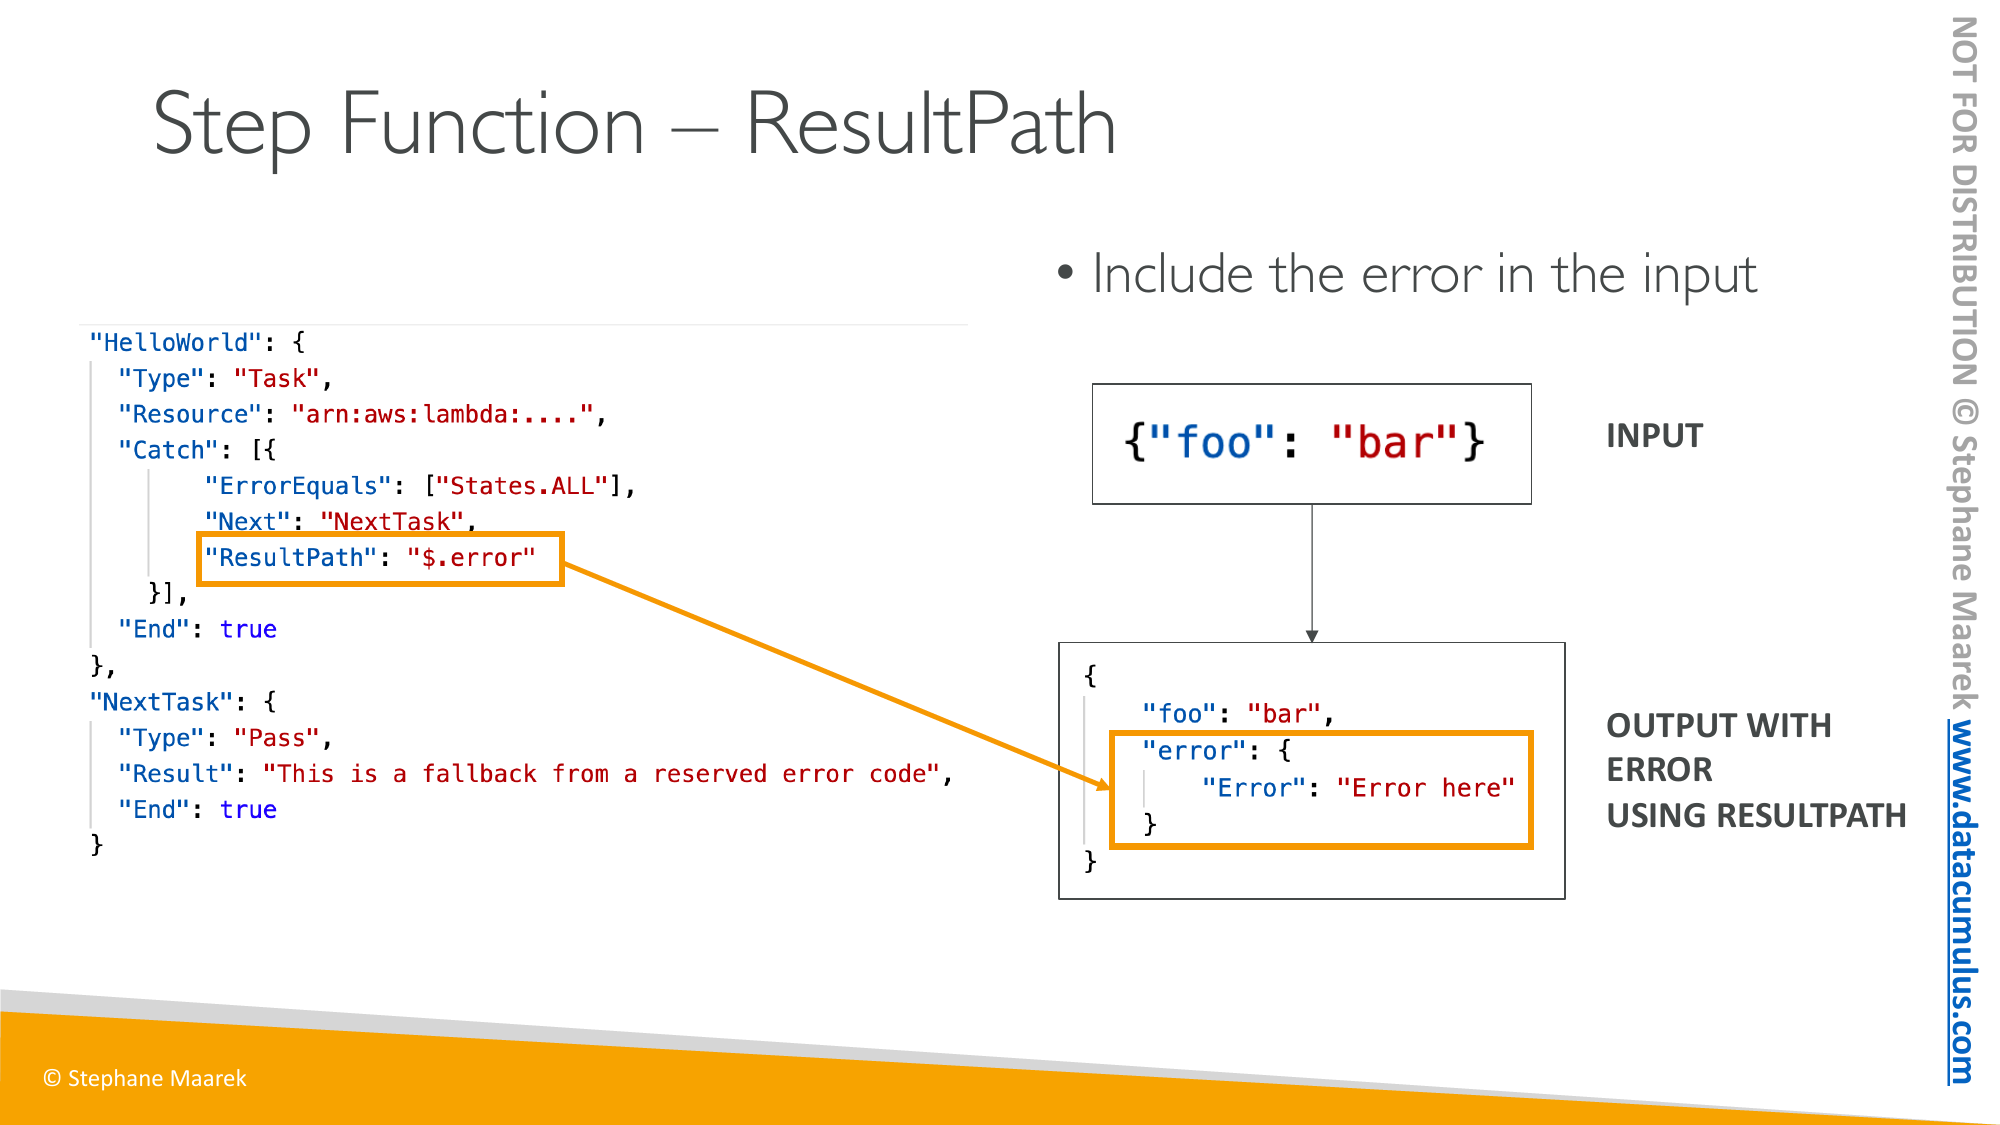 Step Function – ResultPath
• Include the error in the input
"HelloWorld": {
"Type": "Task",
"Resource": "arn:aws:lambda:....",
"Catch": [{
"ErrorEquals": ["States.ALL"],
"Next": "NextTask",
"ResultPath": "$.error"
}],
"End": true
},
"NextTask": {
"Type": "Pass",
"Result": "This is a fallback from a reserved error code",
"End": true
}
{"foo": "bar"}
INPUT
{
"foo": "bar",
"error": {
"Error": "Error here"
}
}
OUTPUT WITH
ERROR
USING RESULTPATH
© Stephane Maarek
NOT FOR DISTRIBUTION © Stephane Maarek www.datacumulus.com